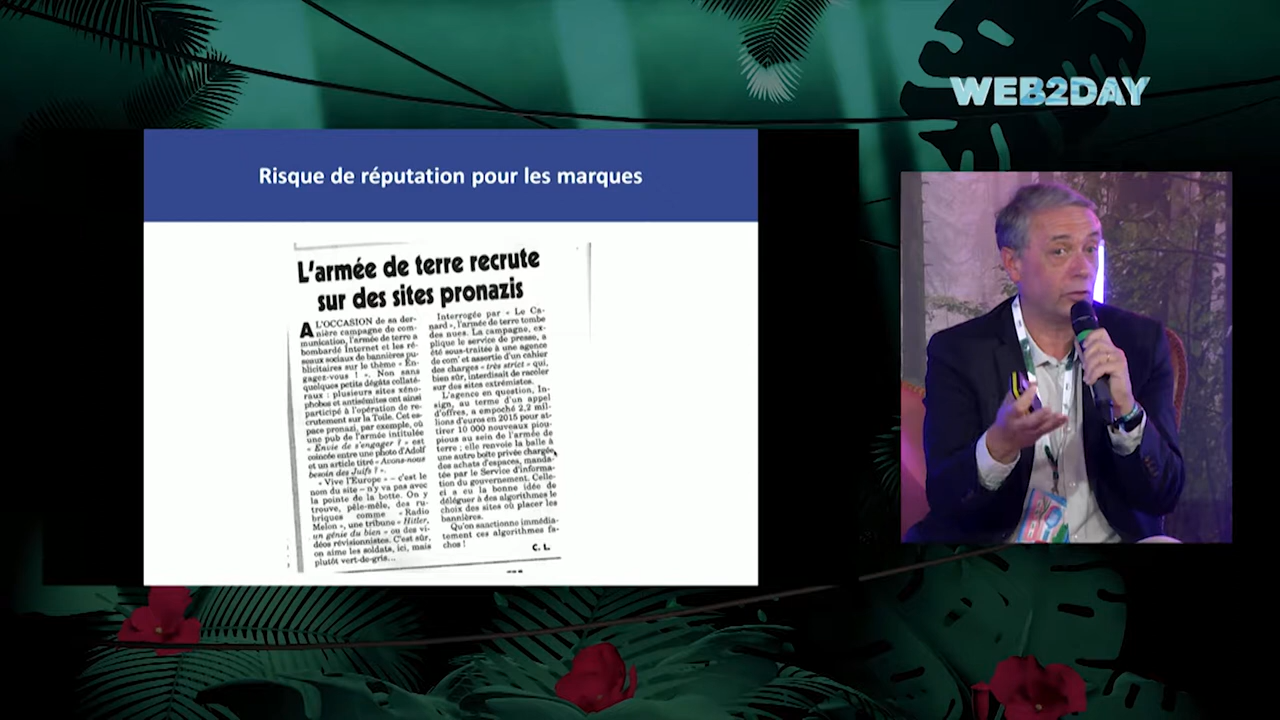 WEB2DAY
Risque de réputation pour les marques
L'armée de terre recrute
sur des sites pronazis
A L'OCCASION de sa der-
nière campagne de com-
munication, l'armée de terre a
bombardé Internet et les ré-
seaux sociaux de bannières pu-
blicitaires sur le thème « En-
gagez-vous ! ». Non sans
quelques petits dégâts collaté-
raux : plusieurs sites xéno-
phobes et antisémites ont ainsi
participé à l'opération de re-
crutement sur la Toile. Cet es-
pace pronazi, par exemple, où
une pub de l'armée intitulée
« Envie de s'engager ? » est
coincée entre une photo d'Adolf
et un article titré « Avons-nous
besoin des Juifs ? ».
« Vive l'Europe » – c'est le
nom du site – n'y va pas avec
la pointe de la botte. On y
trouve, pêle-mêle, des ru-
briques comme « Radio
Melon », une tribune « Hitler,
un génie du bien » ou des vi-
déos révisionnistes. C'est sûr,
on aime les soldats, ici, mais
plutôt vert-de-gris...
Interrogée par « Le Ca-
nard », l'armée de terre tombe
des nues. La campagne, ex-
plique le service de presse, a
été sous-traitée à une agence
de com' et assortie d'un cahier
des charges « très strict » qui,
bien sûr, interdisait de racoler
sur des sites extrémistes.
L'agence en question, In-
sign, au terme d'un appel
d'offres, a empoché 2,2 mil-
lions d'euros en 2015 pour at-
tirer 10 000 nouveaux piou-
pious au sein de l'armée de
terre ; elle renvoie la balle à
une autre boîte privée chargée
des achats d'espaces, manda-
tée par le Service d'informa-
tion du gouvernement. Celle-
ci a eu la bonne idée de
déléguer à des algorithmes le
choix des sites où placer les
bannières.
Qu'on sanctionne immédia-
tement ces algorithmes fa-
chos !
C. L.